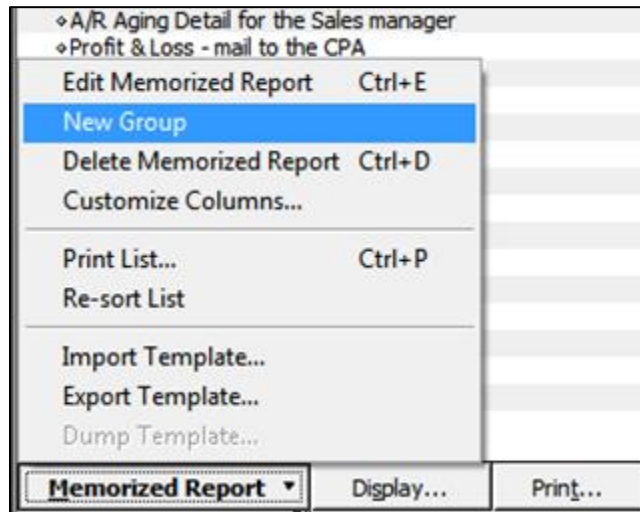 ◆A/R Aging Detail for the Sales manager
◆Profit & Loss - mail to the CPA
Edit Memorized Report Ctrl+E
New Group
Delete Memorized Report Ctrl+D
Customize Columns...
Print List... Ctrl+P
Re-sort List
Import Template...
Export Template...
Dump Template...
Memorized Report ▼ Display... Print...